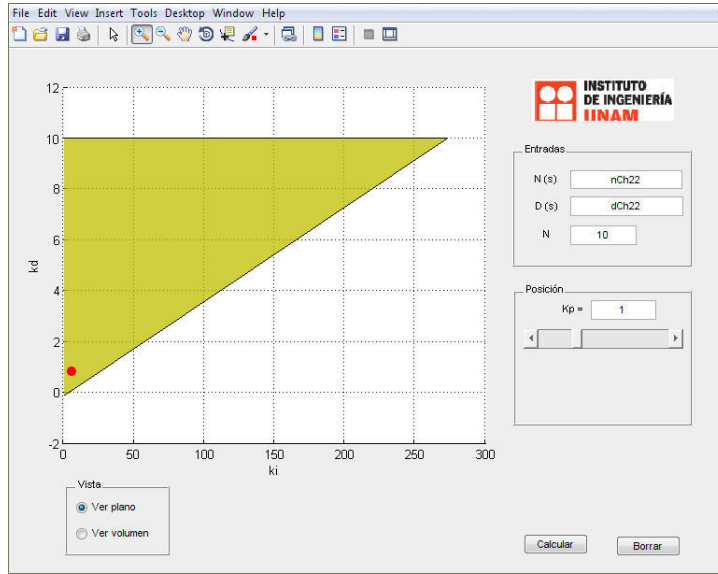 File Edit View Insert Tools Desktop Window Help
12
10
8
6
4
2
0
-2
kd
0 50 100 150 200 250 300
ki
INSTITUTO
DE INGENIERÍA
UNAM
Entradas
N (s) nCh22
D (s) dCh22
N 10
Posición
Kp = 1
Vista
Ver plano
Ver volumen
Calcular Borrar